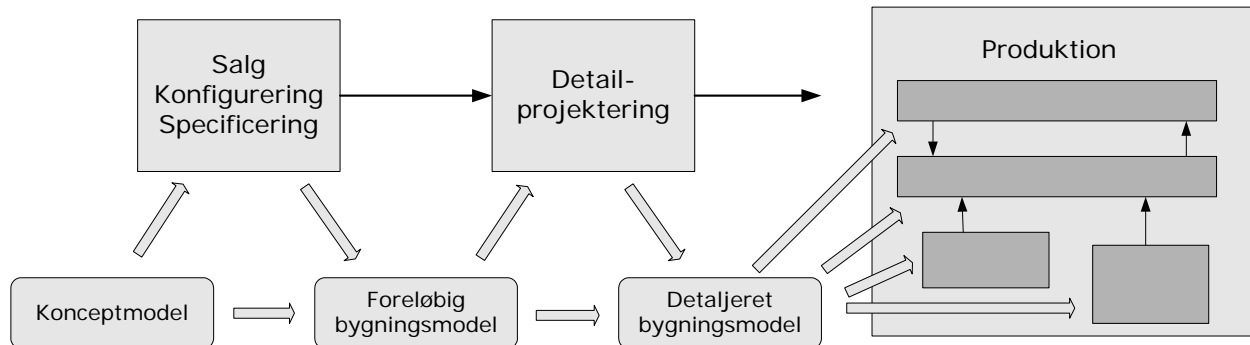 Salg
Konfigurering
Specificering
Detail-
projektering
Produktion
Konceptmodel
Foreløbig
bygningsmodel
Detaljeret
bygningsmodel